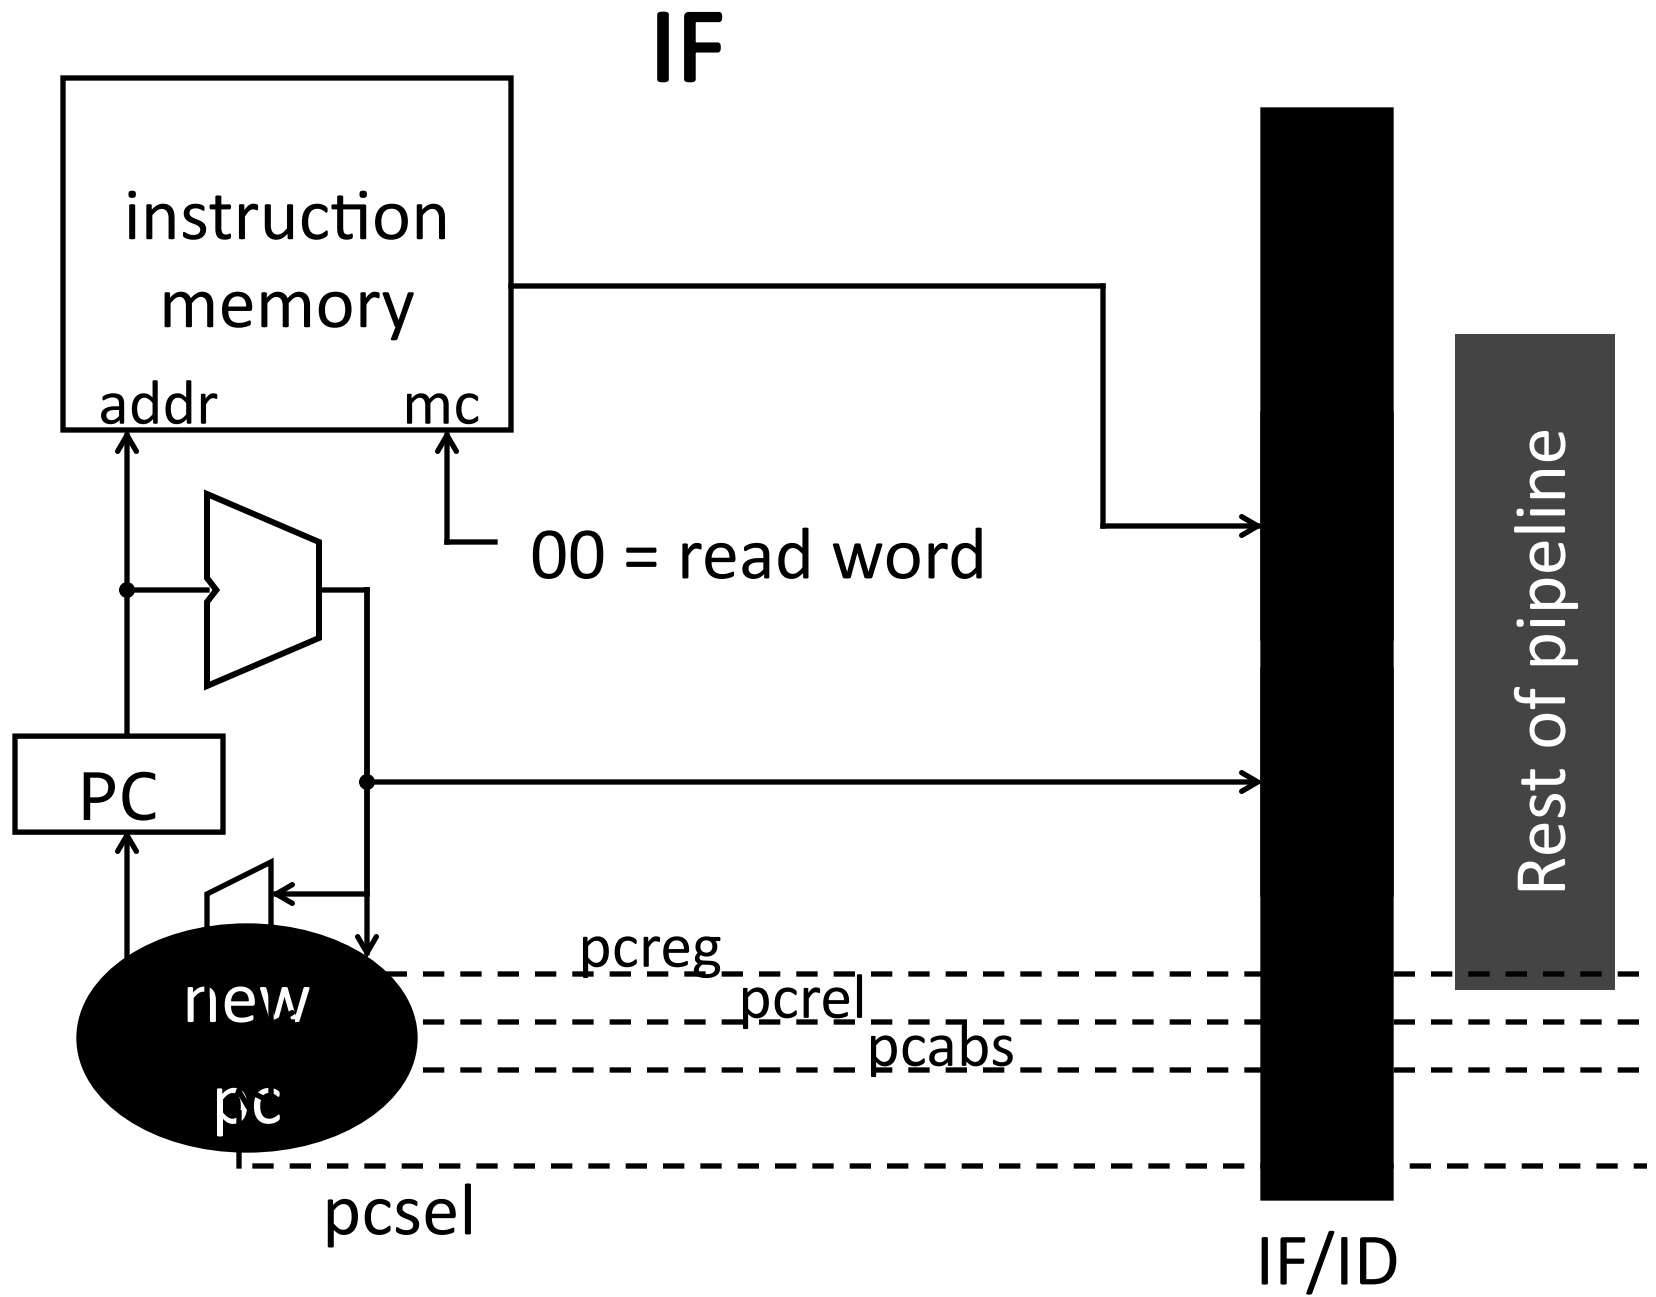 IF
instruction
memory
addr
mc
00 = read word
PC
Rest of pipeline
new
pc
pcreg
pcrel
pcabs
pcsel
IF/ID